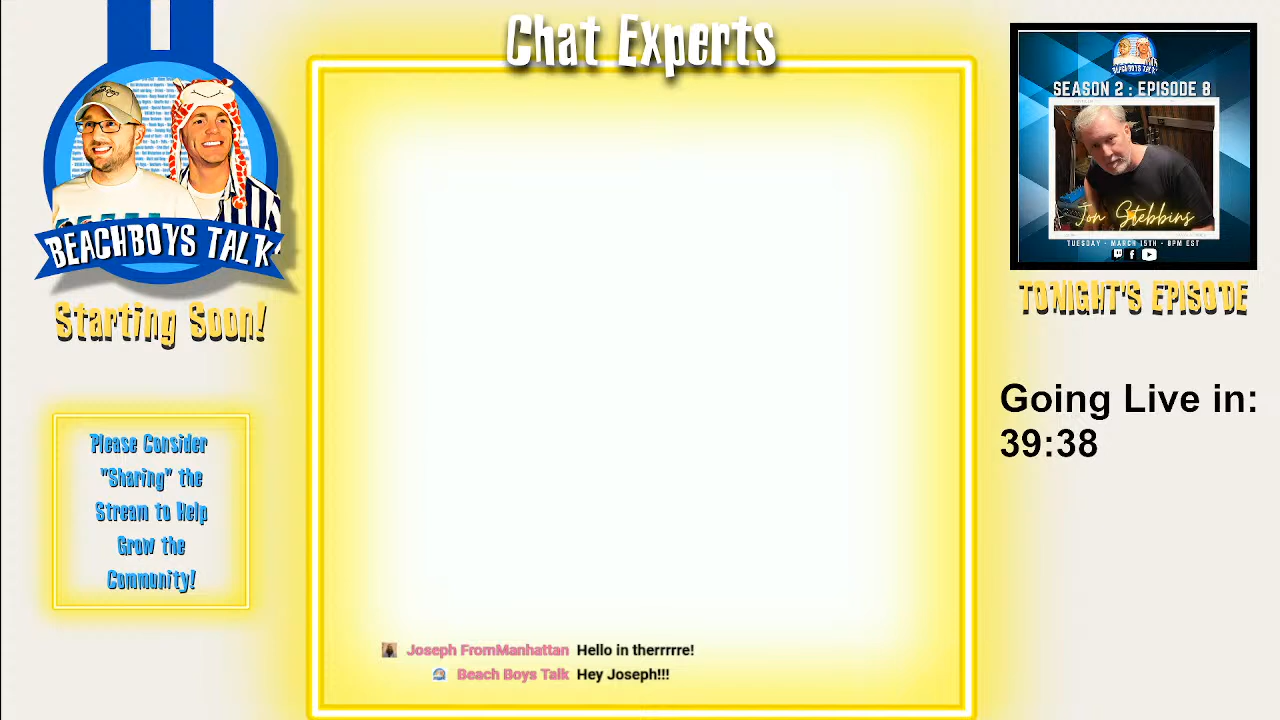 Chat Experts
BEACHBOYS TALK
Starting Soon!
Please Consider
"Sharing" the
Stream to Help
Grow the
Community!
BEACHBOYS TALK
SEASON 2 : EPISODE 8
Jon Stebbins
TUESDAY - MARCH 15TH - 8PM EST
TONIGHT'S EPISODE
Going Live in:
39:38
Joseph FromManhattan Hello in therrrrre!
Beach Boys Talk Hey Joseph!!!